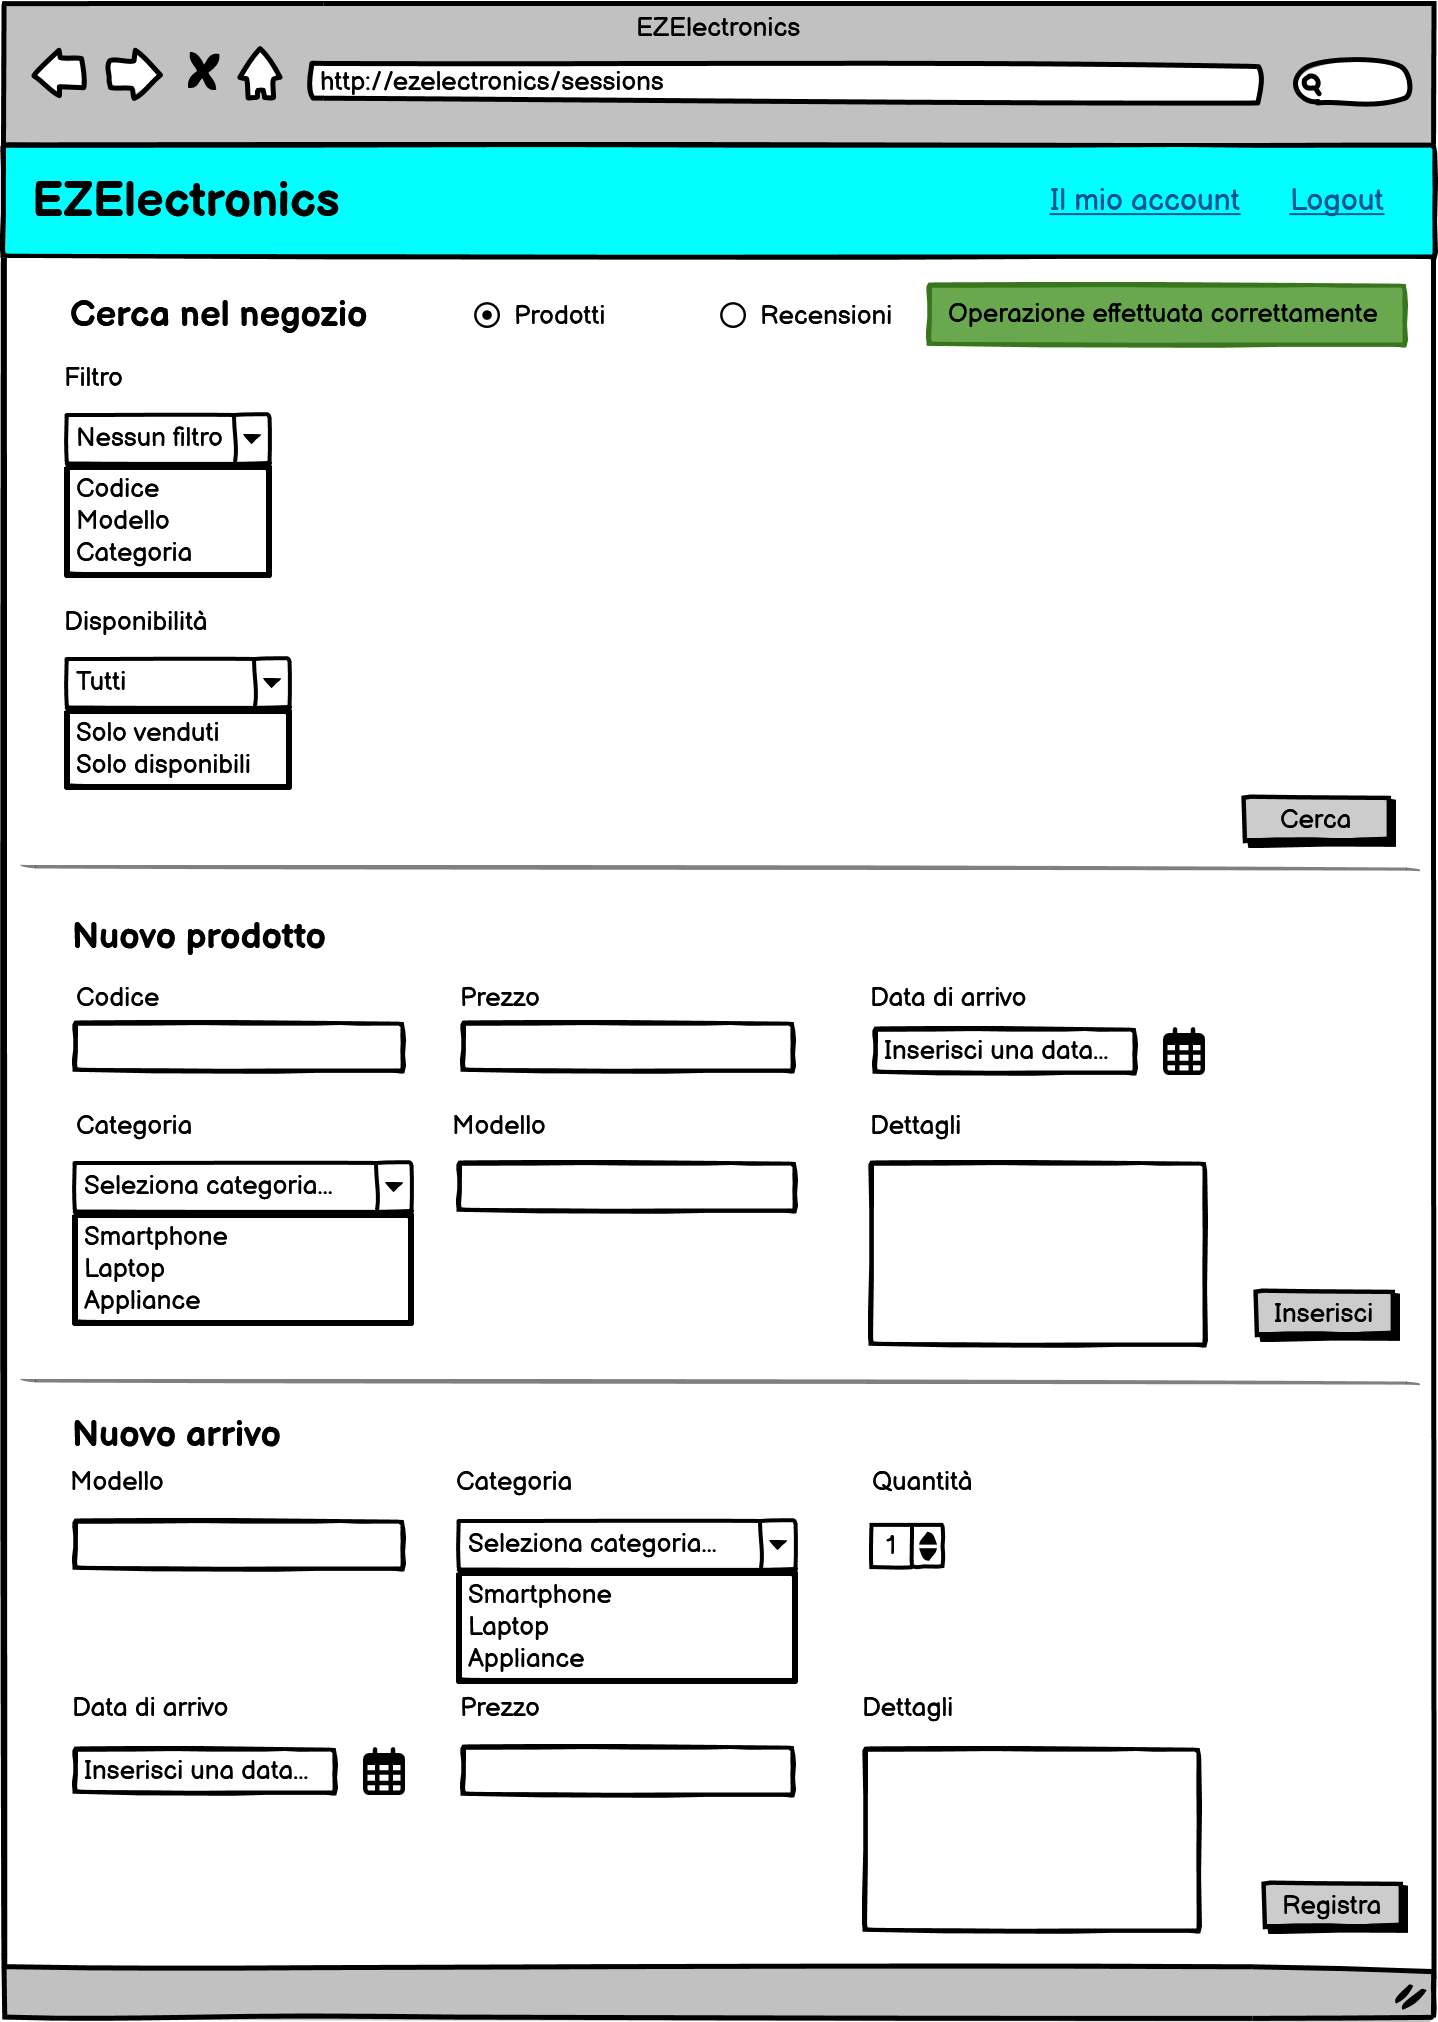 EZElectronics
http://ezelectronics/sessions
EZElectronics
Il mio account
Logout
Cerca nel negozio
Prodotti
Recensioni
Operazione effettuata correttamente
Filtro
Nessun filtro
Codice
Modello
Categoria
Disponibilità
Tutti
Solo venduti
Solo disponibili
Cerca
Nuovo prodotto
Codice
Prezzo
Data di arrivo
Inserisci una data...
Categoria
Modello
Dettagli
Seleziona categoria...
Smartphone
Laptop
Appliance
Inserisci
Nuovo arrivo
Modello
Categoria
Quantità
Seleziona categoria...
1
Smartphone
Laptop
Appliance
Data di arrivo
Prezzo
Dettagli
Inserisci una data...
Registra